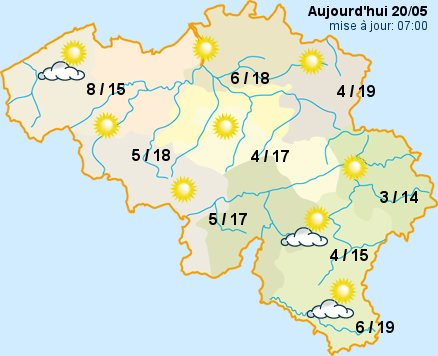 Aujourd'hui 20/05
mise à jour: 07:00
6 / 18
8 / 15
4 / 19
5 / 18
4 / 17
3 / 14
5 / 17
4 / 15
6 / 19